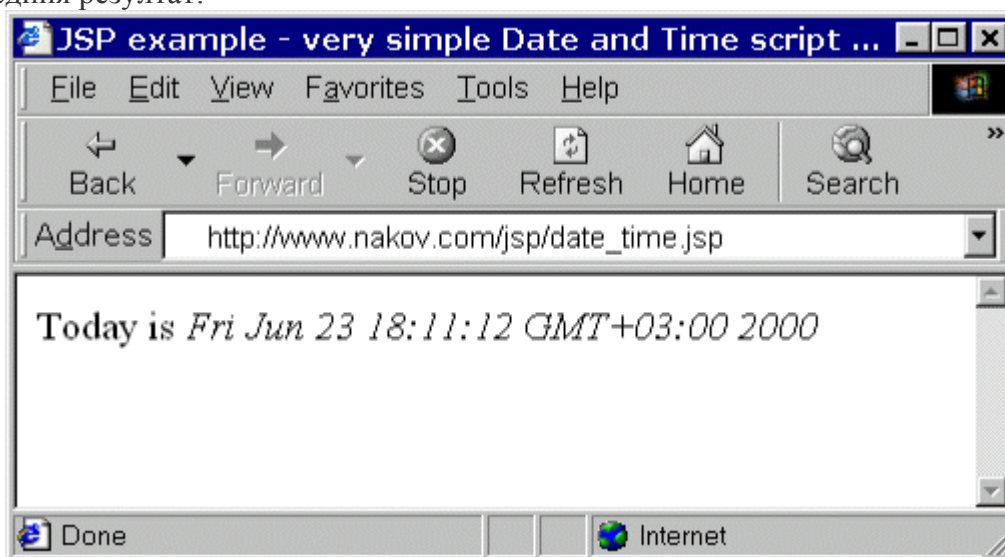 резултат:
JSP example - very simple Date and Time script ...
File Edit View Favorites Tools Help
Back Forward Stop Refresh Home Search »
Address http://www.nakov.com/jsp/date_time.jsp
Today is Fri Jun 23 18:11:12 GMT+03:00 2000
Done Internet